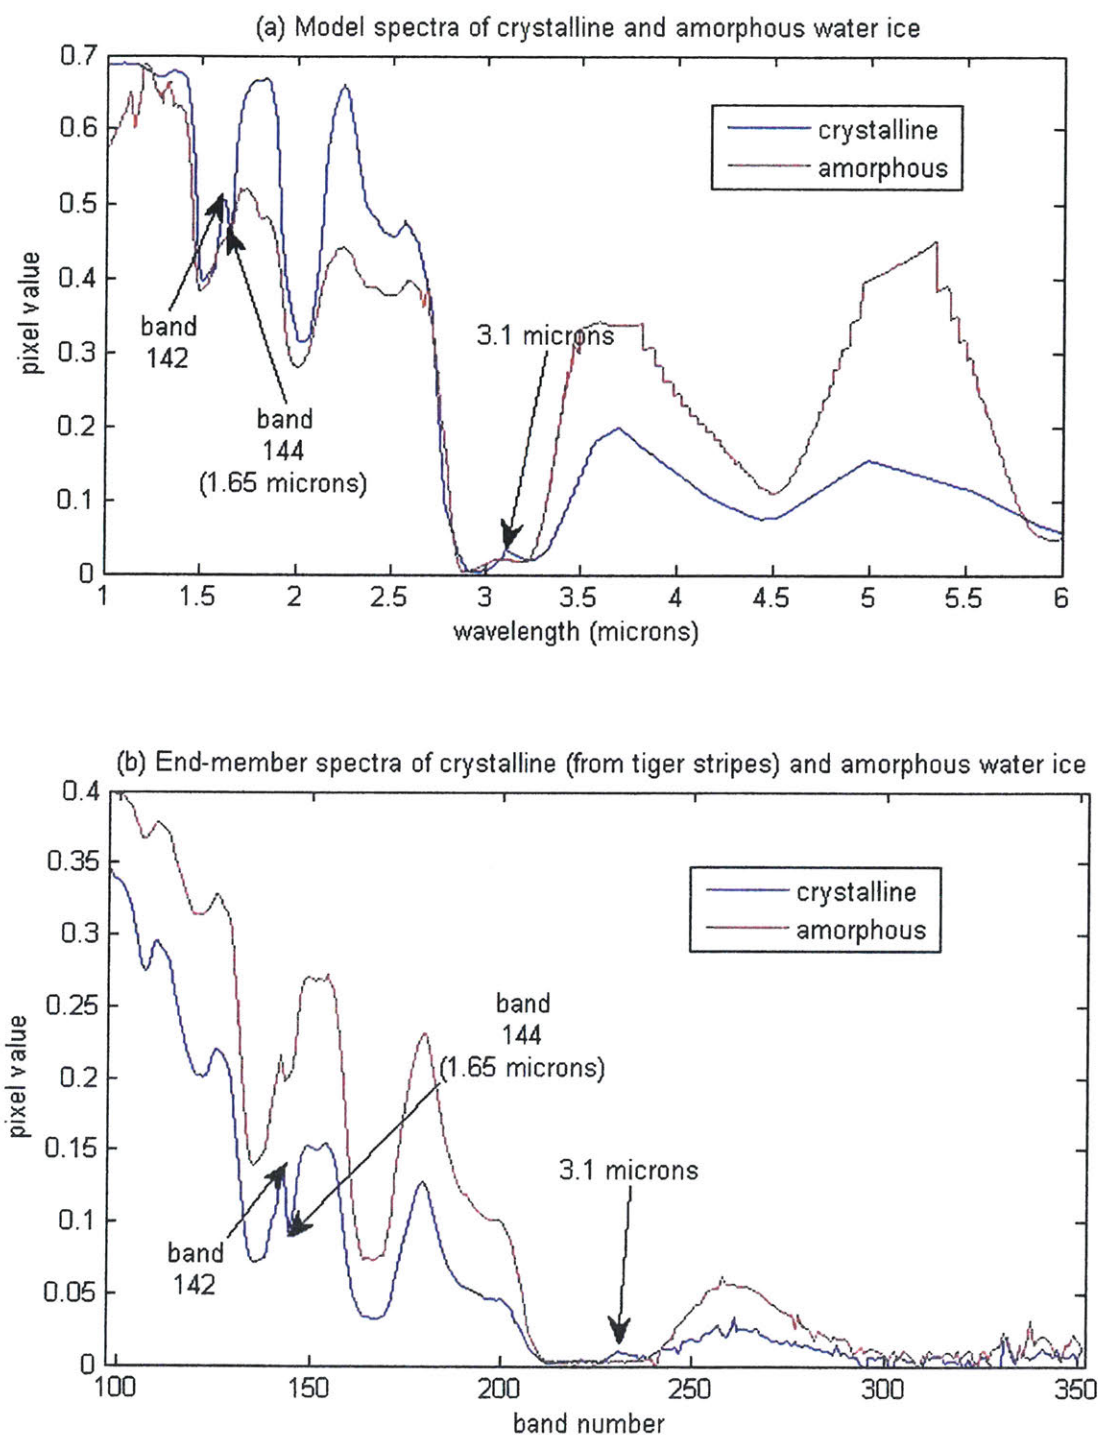 (a) Model spectra of crystalline and amorphous water ice
0.7
0.6
0.5
0.4
0.3
0.2
0.1
0
pixel value
crystalline
amorphous
band
142
3.1 microns
band
144
(1.65 microns)
1 1.5 2 2.5 3 3.5 4 4.5 5 5.5 6
wavelength (microns)
(b) End-member spectra of crystalline (from tiger stripes) and amorphous water ice
0.4
0.35
0.3
0.25
0.2
0.15
0.1
0.05
0
pixel value
crystalline
amorphous
band
144
(1.65 microns)
3.1 microns
band
142
100 150 200 250 300 350
band number